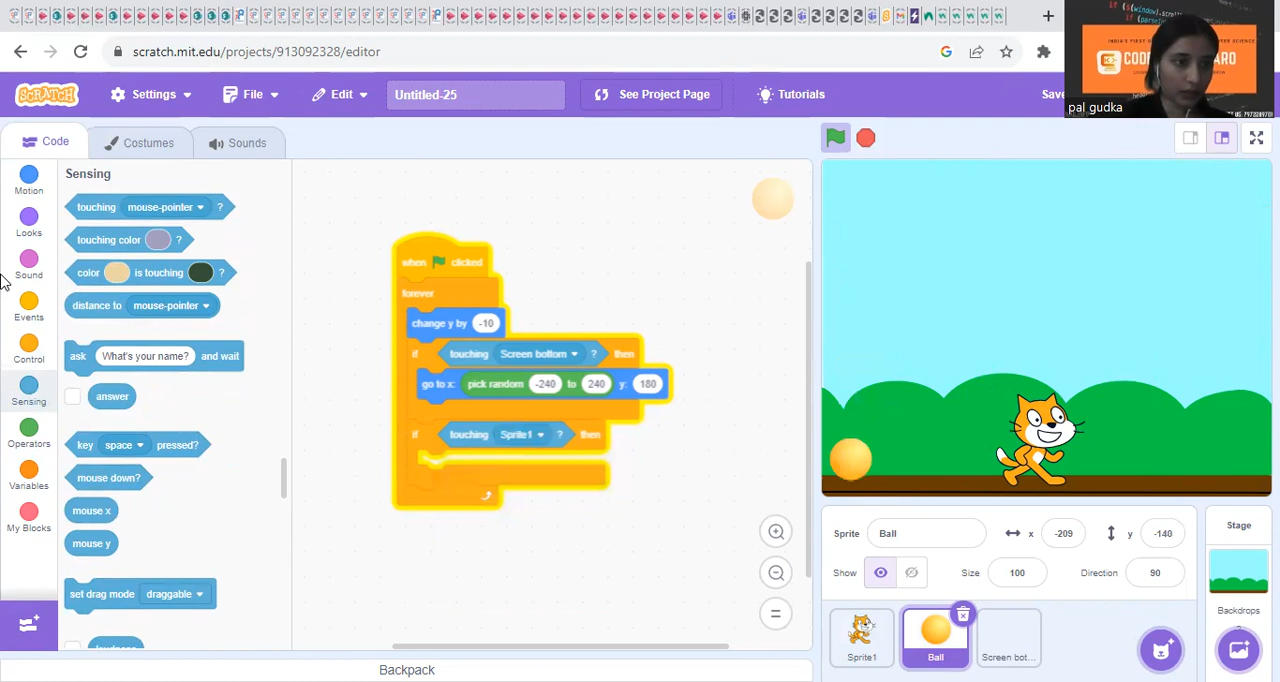 scratch.mit.edu/projects/913092328/editor
SCRATCH
Settings
File
Edit
Untitled-25
See Project Page
Tutorials
pal gudka
Code
Costumes
Sounds
Motion
Looks
Sound
Events
Control
Sensing
Operators
Variables
My Blocks
Sensing
touching mouse-pointer ?
touching color ?
color is touching ?
distance to mouse-pointer
ask What's your name? and wait
answer
key space pressed?
mouse down?
mouse x
mouse y
set drag mode draggable
loudness
when clicked
forever
change y by -10
if touching Screen bottom ? then
go to x: pick random -240 to 240 y: 180
if touching Sprite1 ? then
Backpack
Sprite Ball x -209 y -140
Show Size 100 Direction 90
Sprite1
Ball
Screen bot...
Stage
Backdrops